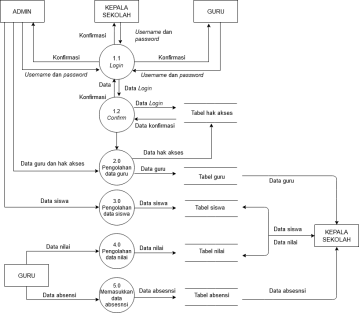 ADMIN
KEPALA
SEKOLAH
GURU
Konfirmasi
Username dan
password
Konfirmasi
Konfirmasi
1.1
Login
Username dan password
Username dan password
Data
Data Login
Konfirmasi
1.2
Confirm
Data Login
Tabel hak akses
Data konfirmasi
Data hak akses
Data guru dan hak akses
2.0
Pengolahan
data guru
Data guru
Tabel guru
Data guru
Data siswa
3.0
Pengolahan
data siswa
Data siswa
Tabel siswa
Data siswa
Data nilai
KEPALA
SEKOLAH
GURU
Data nilai
4.0
Pengolahan
data nilai
Data nilai
Tabel nilai
Data absensi
5.0
Memasukkan
data
absesnsi
Data absesnsi
Tabel absensi
Data absesnsi